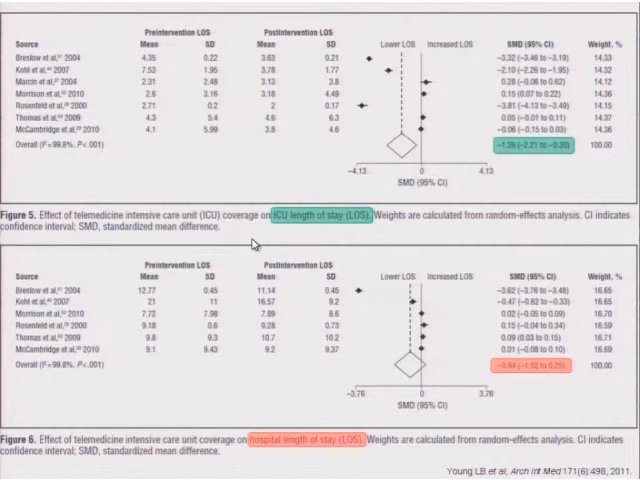 Preintervention LOS Postintervention LOS
Source Mean SD Mean SD Lower LOS Increased LOS SMD (95% CI) Weight, %
Breslow et al, 2004 4.35 0.22 3.63 0.21 −3.32 (−3.46 to −3.19) 14.33
Kohl et al, 2007 7.53 1.95 3.78 1.77 −2.10 (−2.26 to −1.95) 14.32
Marcin et al, 2004 2.31 2.48 3.13 3.8 0.28 (−0.06 to 0.62) 14.12
Morrison et al, 2010 2.6 3.16 3.18 4.49 0.15 (0.07 to 0.22) 14.36
Rosenfeld et al, 2000 2.71 0.2 2 0.17 −3.81 (−4.13 to −3.49) 14.15
Thomas et al, 2009 4.3 5.4 4.6 6.3 0.05 (−0.01 to 0.11) 14.37
McCambridge et al, 2010 4.1 5.99 3.8 4.6 −0.06 (−0.15 to 0.03) 14.36
Overall (I²=99.8%, P<.001) 100.00
−4.13 0 4.13
SMD (95% CI)
Figure 5. Effect of telemedicine intensive care unit (ICU) coverage on ICU length of stay (LOS). Weights are calculated from random-effects analysis. CI indicates
confidence interval; SMD, standardized mean difference.
Preintervention LOS Postintervention LOS
Source Mean SD Mean SD Lower LOS Increased LOS SMD (95% CI) Weight, %
Breslow et al, 2004 12.77 0.45 11.14 0.45 −3.62 (−3.76 to −3.48) 16.65
Kohl et al, 2007 21 11 16.57 9.2 −0.47 (−0.62 to −0.33) 16.65
Morrison et al, 2010 7.72 7.98 7.89 8.6 0.02 (−0.05 to 0.09) 16.70
Rosenfeld et al, 2000 9.18 0.6 9.28 0.73 0.15 (−0.04 to 0.34) 16.59
Thomas et al, 2009 9.8 9.3 10.7 10.2 0.09 (0.03 to 0.15) 16.71
McCambridge et al, 2010 9.1 9.43 9.2 9.37 0.01 (−0.08 to 0.10) 16.69
Overall (I²=99.8%, P<.001) −0.64 (−1.52 to 0.25) 100.00
−3.76 0 3.76
SMD (95% CI)
Figure 6. Effect of telemedicine intensive care unit coverage on hospital length of stay (LOS). Weights are calculated from random-effects analysis. CI indicates
confidence interval; SMD, standardized mean difference.
Young LB et al, Arch Int Med 171(6):498, 2011.